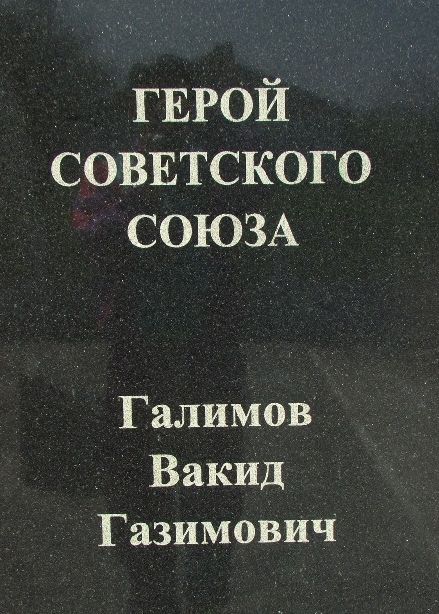 ГЕРОЙ
СОВЕТСКОГО
СОЮЗА
Галимов
Вакид
Газимович